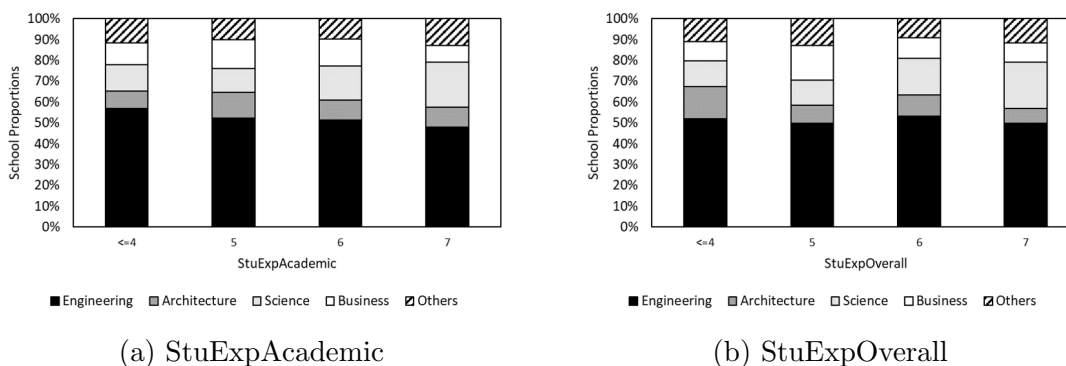 100%
90%
80%
70%
60%
50%
40%
30%
20%
10%
0%
School Proportions
<=4 5 6 7
StuExpAcademic
Engineering Architecture Science Business Others
(a) StuExpAcademic
100%
90%
80%
70%
60%
50%
40%
30%
20%
10%
0%
School Proportions
<=4 5 6 7
StuExpOverall
Engineering Architecture Science Business Others
(b) StuExpOverall